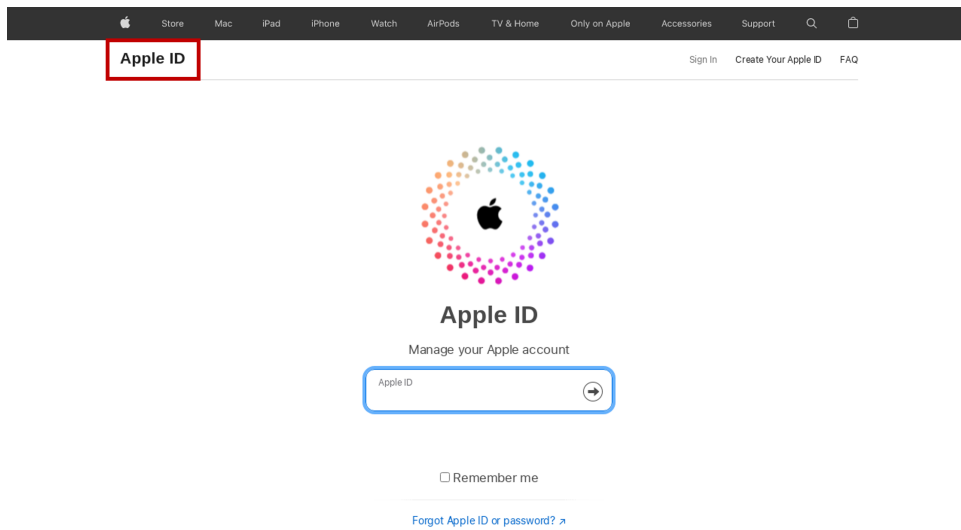 Store Mac iPad iPhone Watch AirPods TV & Home Only on Apple Accessories Support
Apple ID
Sign In Create Your Apple ID FAQ
Apple ID
Manage your Apple account
Apple ID
Remember me
Forgot Apple ID or password? ↗